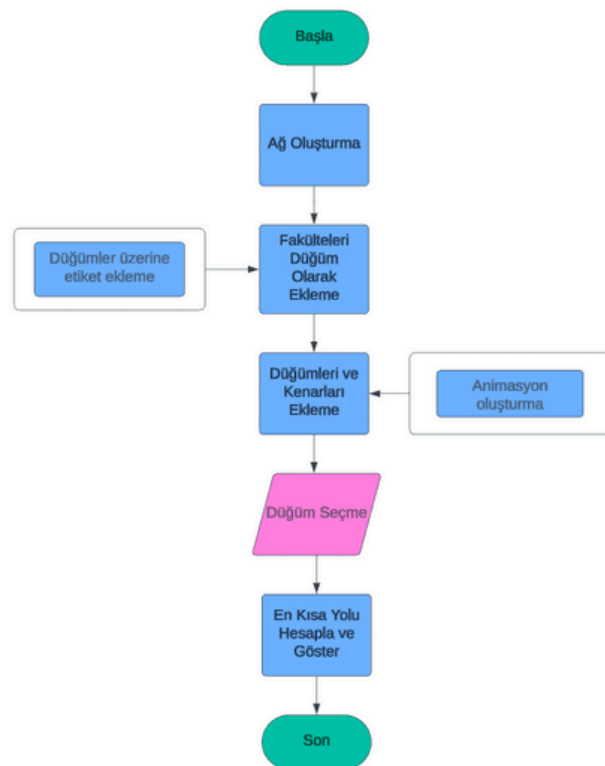 Başla
Ağ Oluşturma
Fakülteleri
Düğüm
Olarak
Ekleme
Düğümler üzerine
etiket ekleme
Düğümleri ve
Kenarları
Ekleme
Animasyon
oluşturma
Düğüm Seçme
En Kısa Yolu
Hesapla ve
Göster
Son